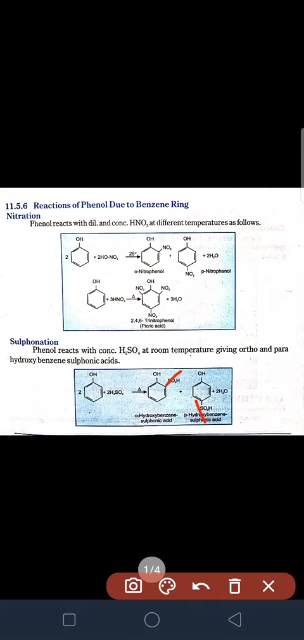 11.5.6 Reactions of Phenol Due to Benzene Ring
Nitration
Phenol reacts with dil. and conc. HNO₃ at different temperatures as follows.
OH OH OH
2 + 2HO-NO₂ 25° NO₂ + + 2H₂O
NO₂
o-Nitrophenol p-Nitrophenol
OH OH
+ 3HNO₃ Δ NO₂ NO₂ + 3H₂O
NO₂
2,4,6- Trinitrophenol
(Picric acid)
Sulphonation
Phenol reacts with conc. H₂SO₄ at room temperature giving ortho and para
hydroxy benzene sulphonic acids.
OH OH OH
2 + 2H₂SO₄ Δ SO₃H + + 2H₂O
SO₃H
o-Hydroxybenzene- p-Hydroxybenzene-
sulphonic acid sulphonic acid
1/4